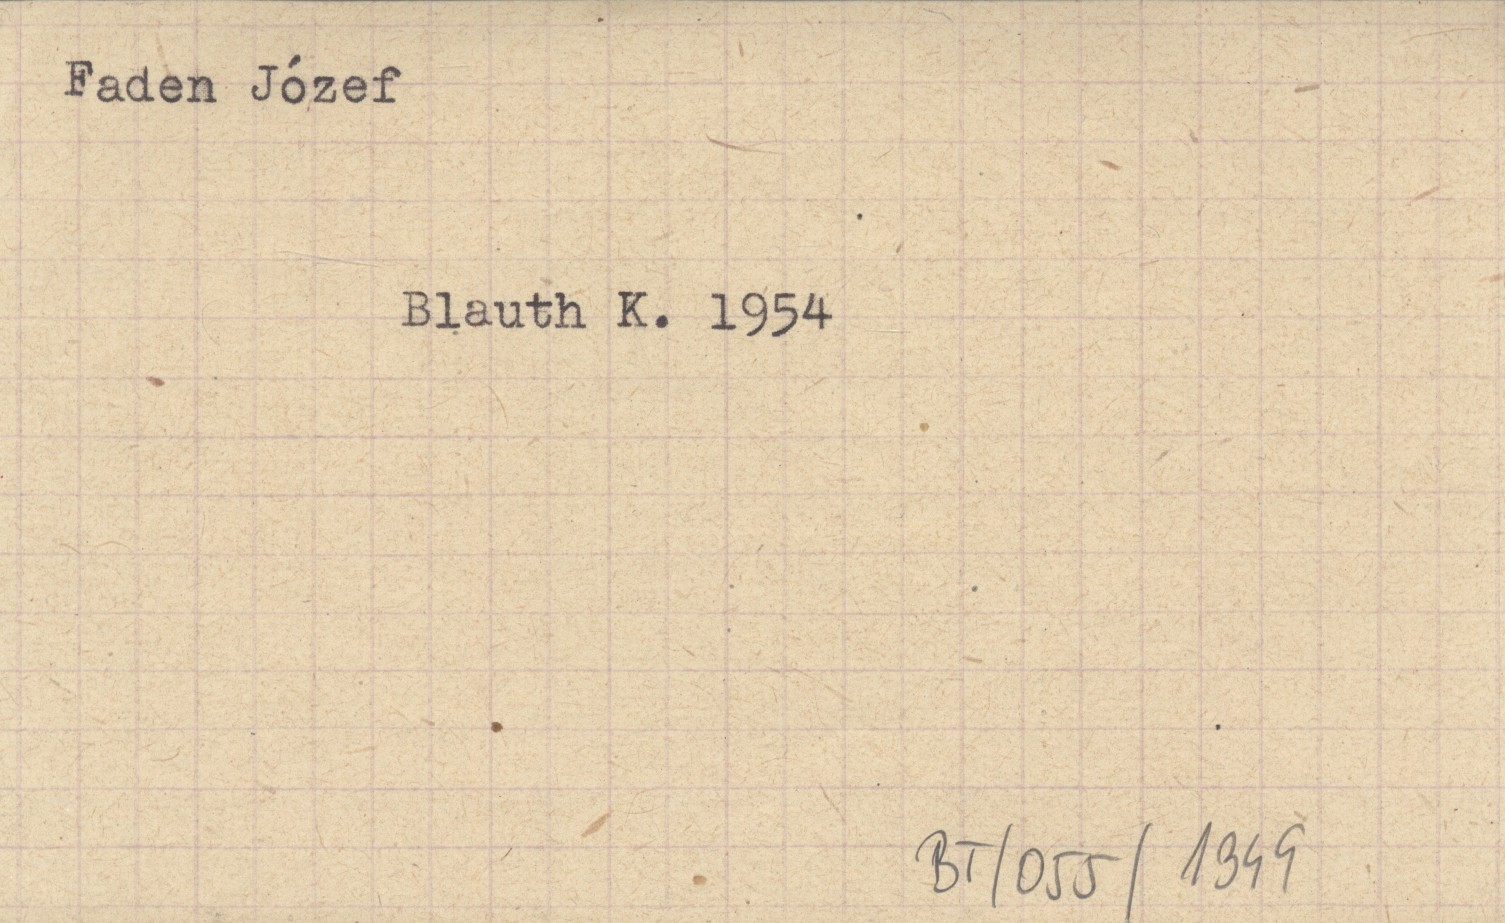 Faden Józef
Blauth K. 1954
BT/055/1349